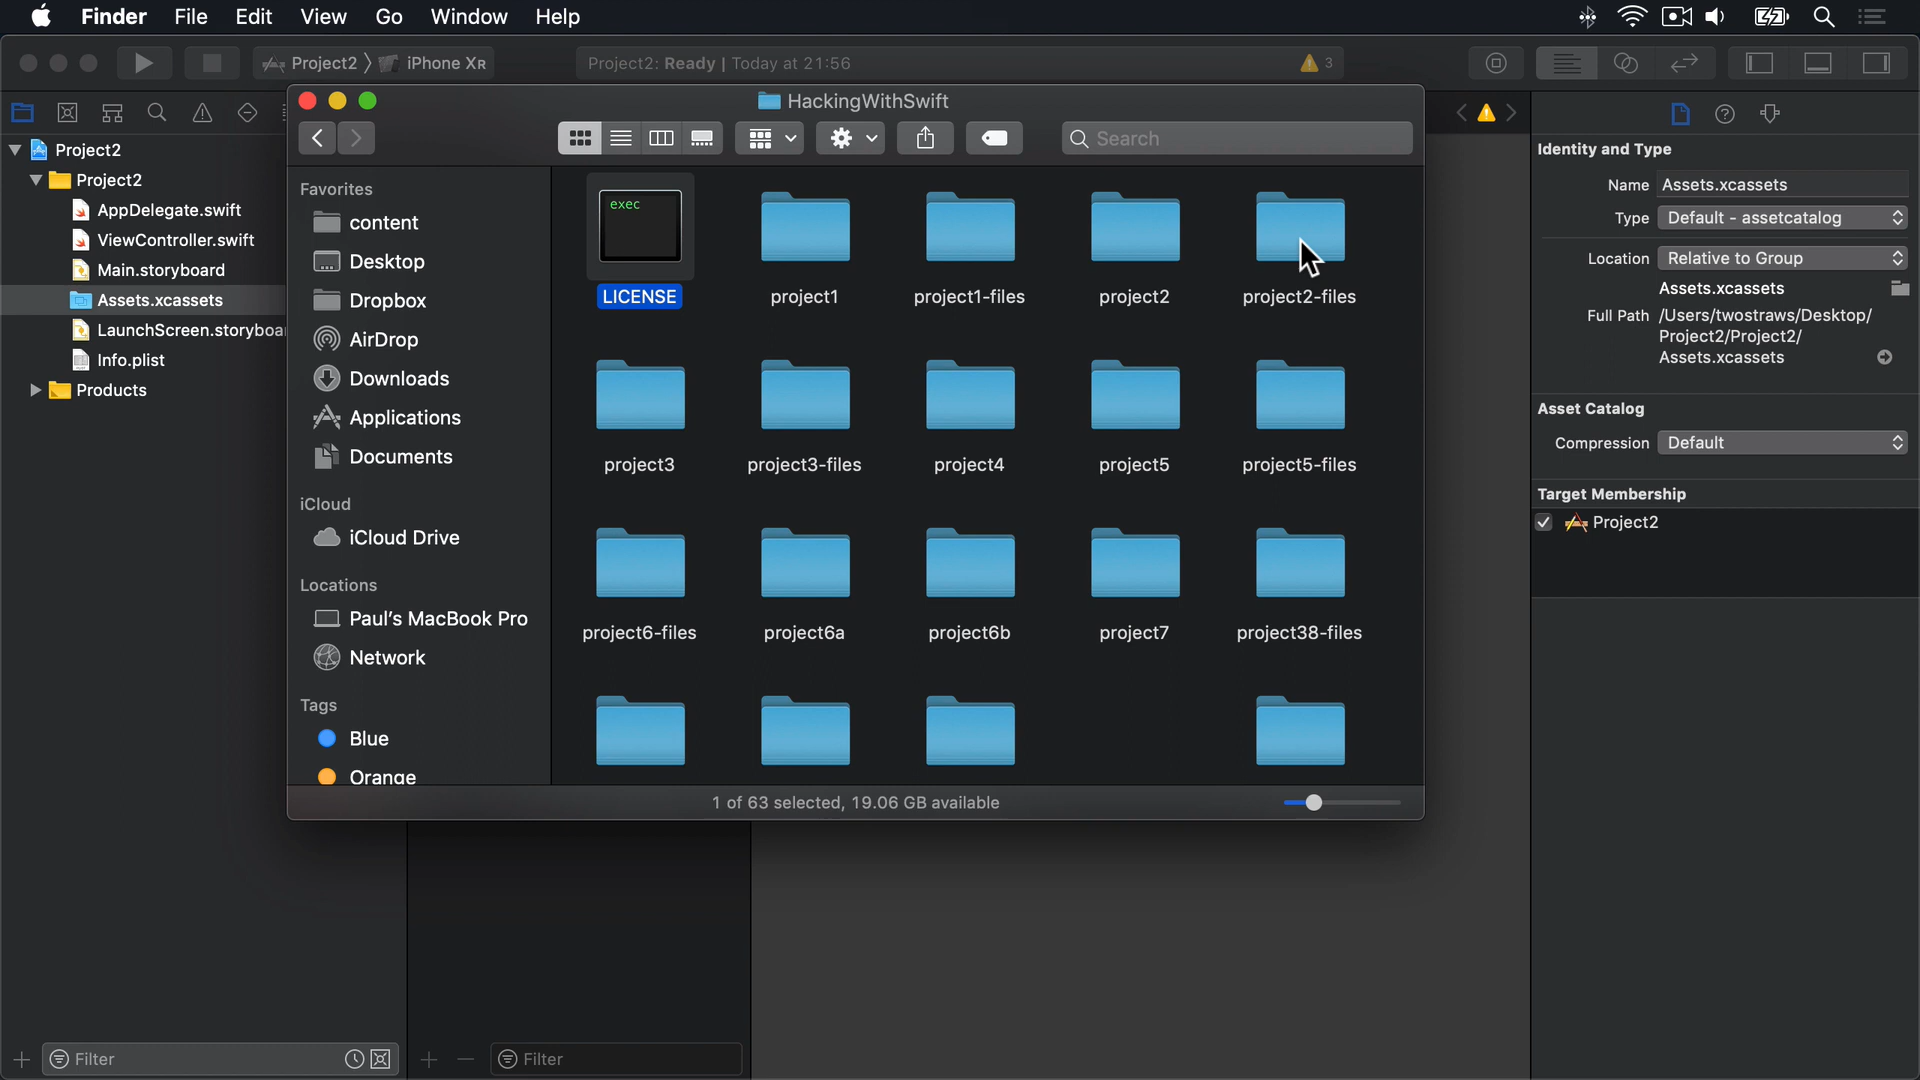 Finder File Edit View Go Window Help
Project2 iPhone XR
Project2: Ready | Today at 21:56
3
HackingWithSwift
Search
Project2
Project2
AppDelegate.swift
ViewController.swift
Main.storyboard
Assets.xcassets
LaunchScreen.storyboa
Info.plist
Products
Favorites
content
Desktop
Dropbox
AirDrop
Downloads
Applications
Documents
iCloud
iCloud Drive
Locations
Paul's MacBook Pro
Network
Tags
Blue
Orange
exec
LICENSE project1 project1-files project2 project2-files
project3 project3-files project4 project5 project5-files
project6-files project6a project6b project7 project38-files
1 of 63 selected, 19.06 GB available
Identity and Type
Name Assets.xcassets
Type Default - assetcatalog
Location Relative to Group
Assets.xcassets
Full Path /Users/twostraws/Desktop/
Project2/Project2/
Assets.xcassets
Asset Catalog
Compression Default
Target Membership
Project2
Filter
Filter